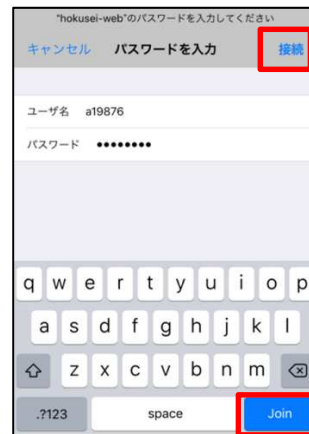 "hokusei-web"のパスワードを入力してください
キャンセル パスワードを入力 接続
ユーザ名 a19876
パスワード ●●●●●●●●
q w e r t y u i o p
a s d f g h j k l
z x c v b n m
.?123 space Join